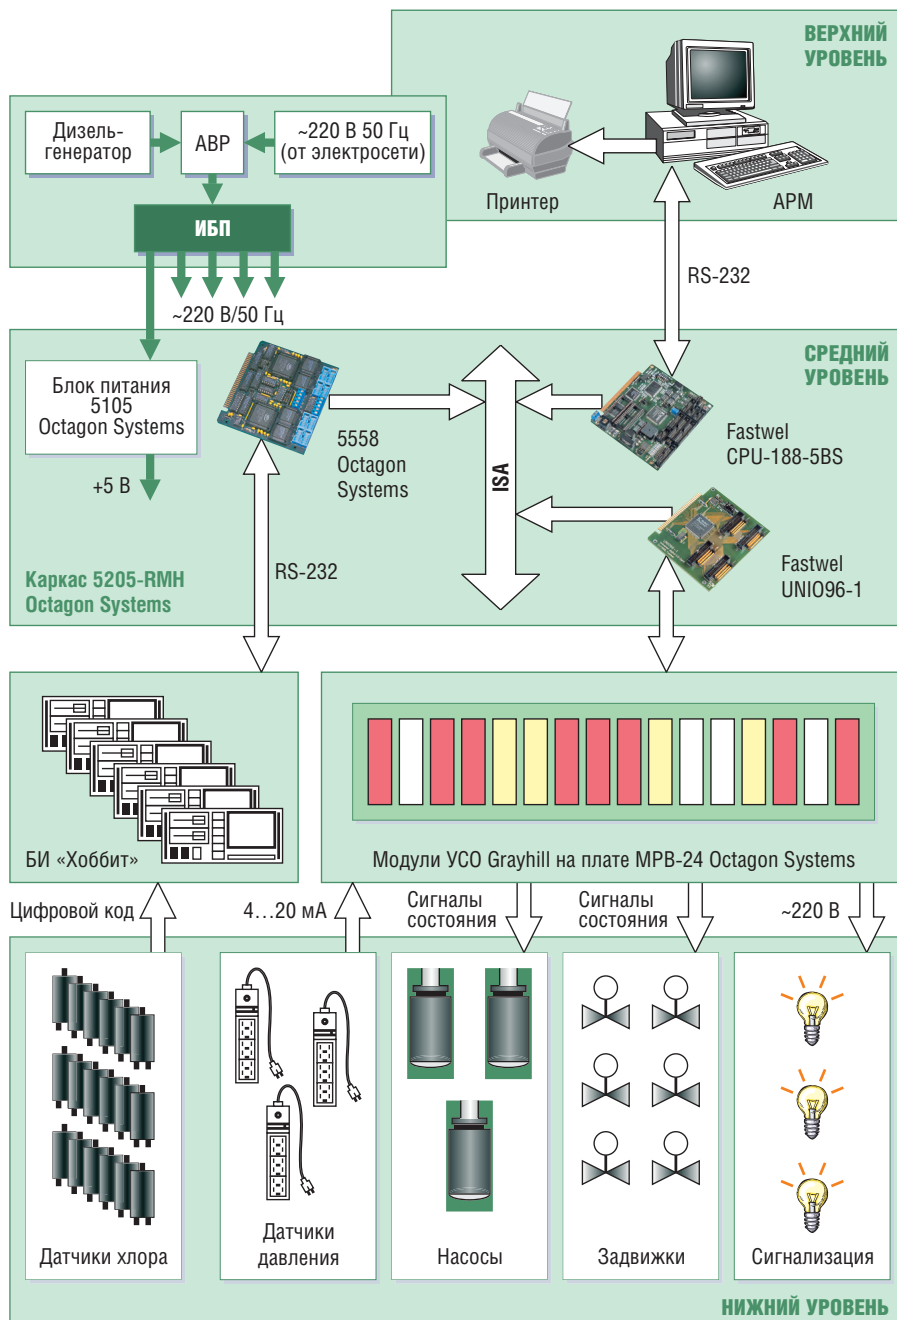 ВЕРХНИЙ
УРОВЕНЬ
Дизель-
генератор
АВР
~220 В 50 Гц
(от электросети)
ИБП
Принтер
АРМ
RS-232
~220 В/50 Гц
СРЕДНИЙ
УРОВЕНЬ
Блок питания
5105
Octagon Systems
+5 В
5558
Octagon
Systems
ISA
Fastwel
CPU-188-5BS
Fastwel
UNIO96-1
Каркас 5205-RMH
Octagon Systems
RS-232
БИ «Хоббит»
Модули УСО Grayhill на плате MPB-24 Octagon Systems
Цифровой код
4...20 мА
Сигналы
состояния
Сигналы
состояния
~220 В
Датчики хлора
Датчики
давления
Насосы
Задвижки
Сигнализация
НИЖНИЙ УРОВЕНЬ